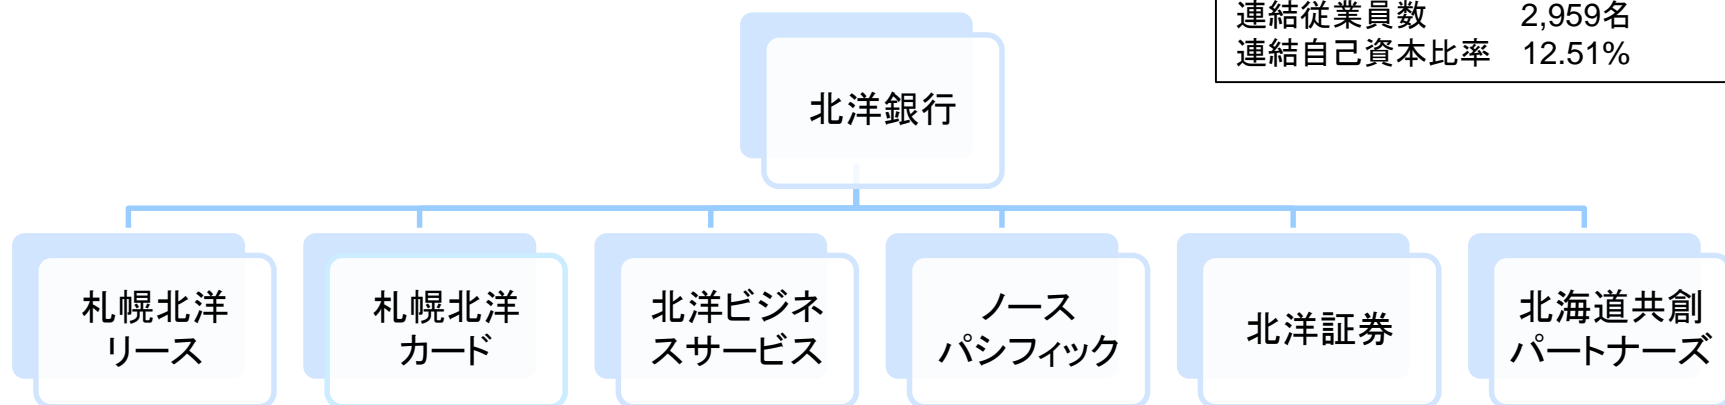 連結従業員数 2,959名
連結自己資本比率 12.51%
北洋銀行
札幌北洋
リース
札幌北洋
カード
北洋ビジネ
スサービス
ノース
パシフィック
北洋証券
北海道共創
パートナーズ